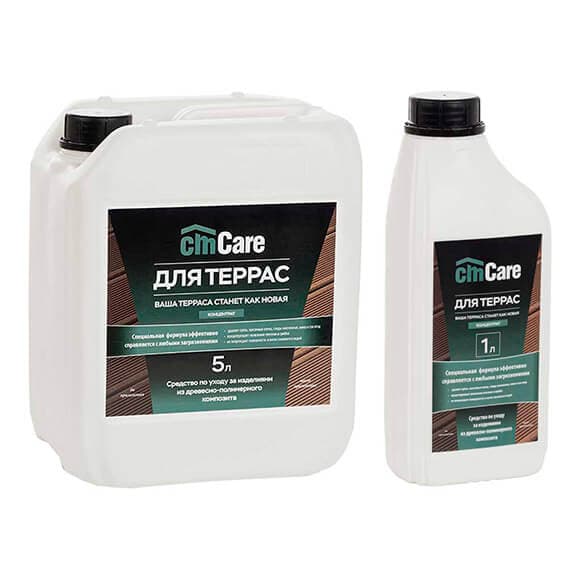 cmCare
ДЛЯ ТЕРРАС
ВАША ТЕРРАСА СТАНЕТ КАК НОВАЯ
КОНЦЕНТРАТ
Специальная формула эффективно
справляется с любыми загрязнениями
5л
Средство по уходу за изделиями
из древесно-полимерного
композита
cmCare
ДЛЯ ТЕРРАС
ВАША ТЕРРАСА СТАНЕТ КАК НОВАЯ
КОНЦЕНТРАТ
1л
Специальная формула эффективно
справляется с любыми загрязнениями
Средство по уходу
за изделиями
из древесно-полимерного
композита